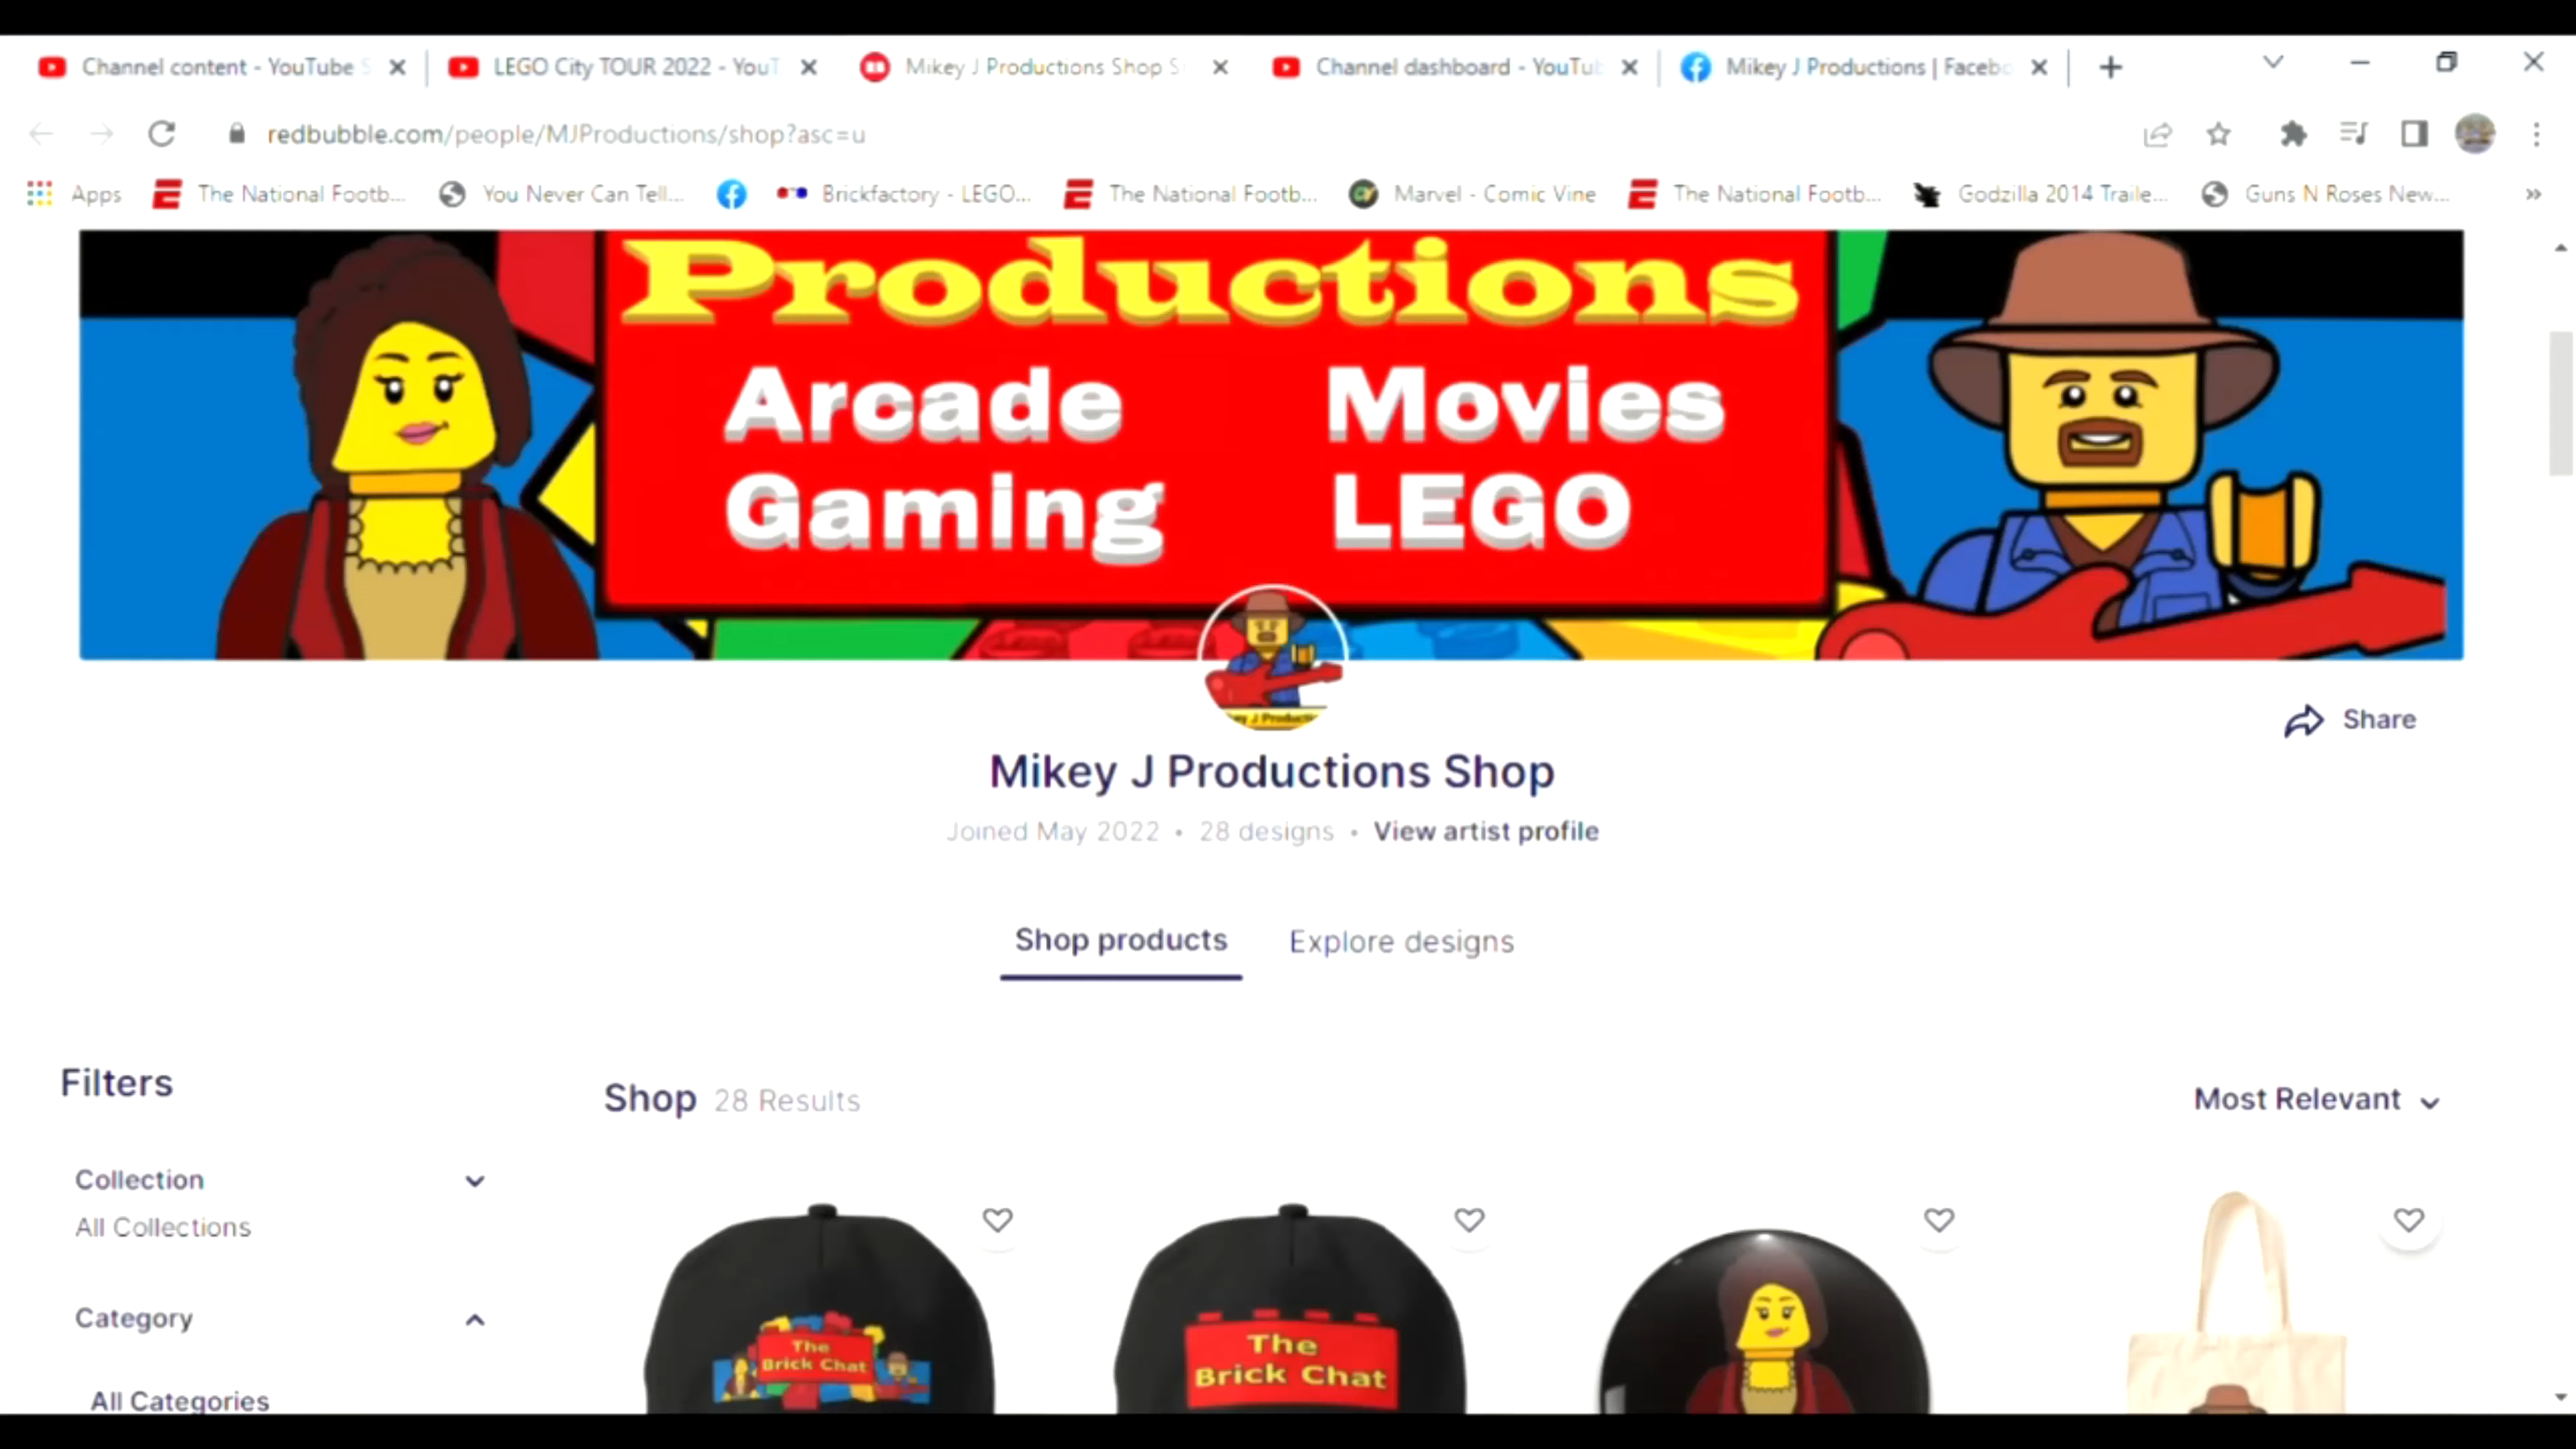 Channel content - YouTube S
LEGO City TOUR 2022 - YouT
Mikey J Productions Shop S
Channel dashboard - YouTub
Mikey J Productions | Facebo
redbubble.com/people/MJProductions/shop?asc=u
Apps
The National Footb...
You Never Can Tell...
Brickfactory - LEGO...
The National Footb...
Marvel - Comic Vine
The National Footb...
Godzilla 2014 Traile...
Guns N Roses New...
Productions
Arcade
Movies
Gaming
LEGO
ey J Producti
Share
Mikey J Productions Shop
Joined May 2022 • 28 designs • View artist profile
Shop products
Explore designs
Filters
Shop 28 Results
Most Relevant
Collection
All Collections
Category
All Categories
The
Brick Chat
The
Brick Chat